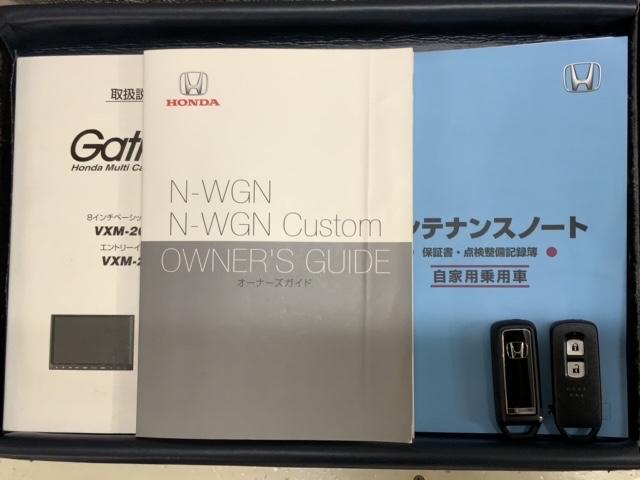 取扱説
Gath
Honda Multi Ca
8インチベーシッ
VXM-20
エントリーイ
VXM-2
HONDA
N-WGN
N-WGN Custom
OWNER'S GUIDE
オーナーズガイド
ンテナンスノート
保証書・点検整備記録簿 ●
自家用乗用車